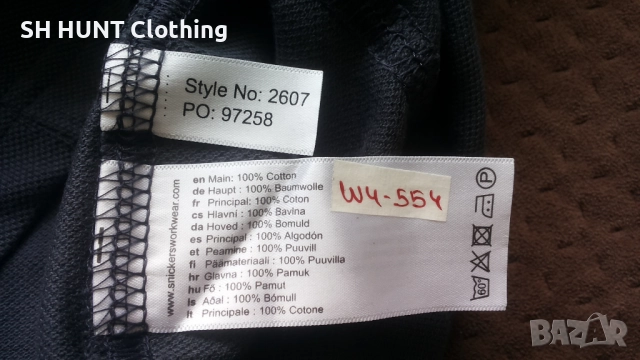 SH HUNT Clothing
Style No: 2607
PO: 97258
www.snickersworkwear.com
en Main: 100% Cotton
de Haupt : 100% Baumwolle
fr Principal : 100% Coton
cs Hlavní : 100% Bavlna
da Hoved : 100% Bomuld
es Principal : 100% Algodón
et Peamine : 100% Puuvill
fi Päämateriaali : 100% Puuvilla
hr Glavna : 100% Pamuk
hu Fő : 100% Pamut
is Aðal : 100% Bómull
it Principale : 100% Cotone
W4-554
P
60°
BAZAR.bg